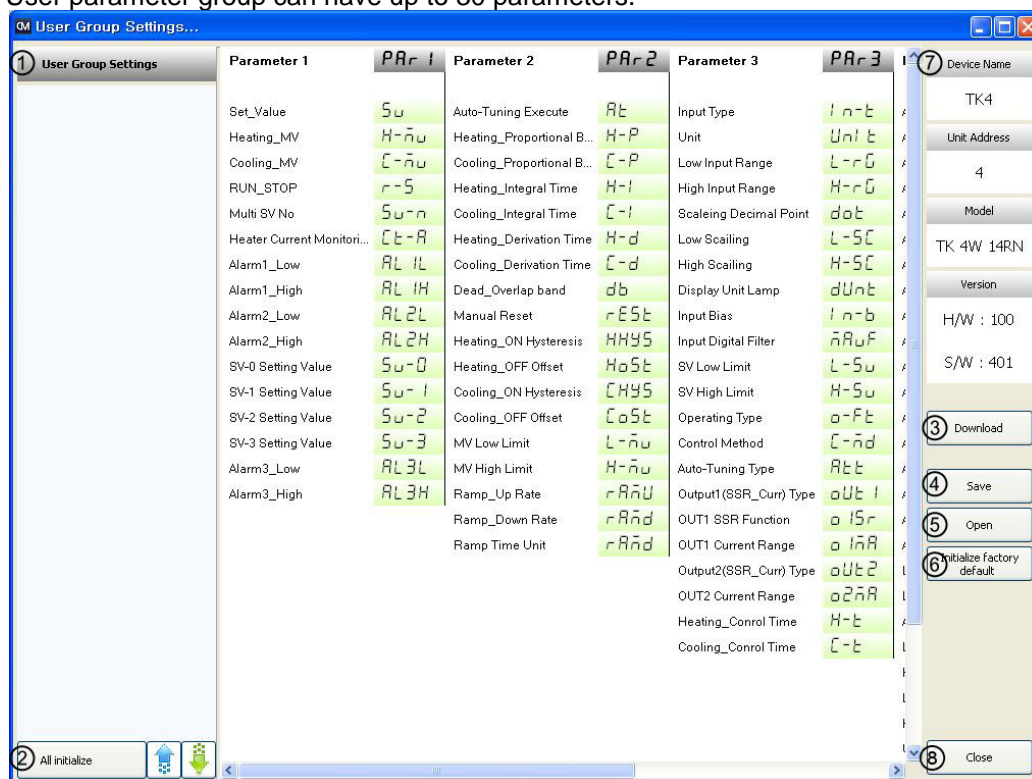 User parameter group can have up to 30 parameters.
User Group Settings...
① User Group Settings
Parameter 1 PAr1 Parameter 2 PAr2 Parameter 3 PAr3
Set_Value Su Auto-Tuning Execute At Input Type In-t
Heating_MV H-mu Heating_Proportional B... H-P Unit UnIt
Cooling_MV C-mu Cooling_Proportional B... C-P Low Input Range L-rG
RUN_STOP r-S Heating_Integral Time H-I High Input Range H-rG
Multi SV No Su-n Cooling_Integral Time C-I Scaleing Decimal Point dot
Heater Current Monitori... Ct-A Heating_Derivation Time H-d Low Scailing L-SC
Alarm1_Low AL1L Cooling_Derivation Time C-d High Scailing H-SC
Alarm1_High AL1H Dead_Overlap band db Display Unit Lamp dUnt
Alarm2_Low AL2L Manual Reset rESt Input Bias In-b
Alarm2_High AL2H Heating_ON Hysteresis HHYS Input Digital Filter mAuF
SV-0 Setting Value Su-0 Heating_OFF Offset HoSt SV Low Limit L-Su
SV-1 Setting Value Su-1 Cooling_ON Hysteresis CHYS SV High Limit H-Su
SV-2 Setting Value Su-2 Cooling_OFF Offset CoSt Operating Type o-Ft
SV-3 Setting Value Su-3 MV Low Limit L-mu Control Method C-md
Alarm3_Low AL3L MV High Limit H-mu Auto-Tuning Type Att
Alarm3_High AL3H Ramp_Up Rate rAmU Output1(SSR_Curr) Type oUt1
Ramp_Down Rate rAmd OUT1 SSR Function o1Sr
Ramp Time Unit rAmd OUT1 Current Range o1mA
Output2(SSR_Curr) Type oUt2
OUT2 Current Range o2mA
Heating_Conrol Time H-t
Cooling_Conrol Time C-t
② All initialize
⑦ Device Name
TK4
Unit Address
4
Model
TK 4W 14RN
Version
H/W : 100
S/W : 401
③ Download
④ Save
⑤ Open
⑥ Initialize factory
default
⑧ Close